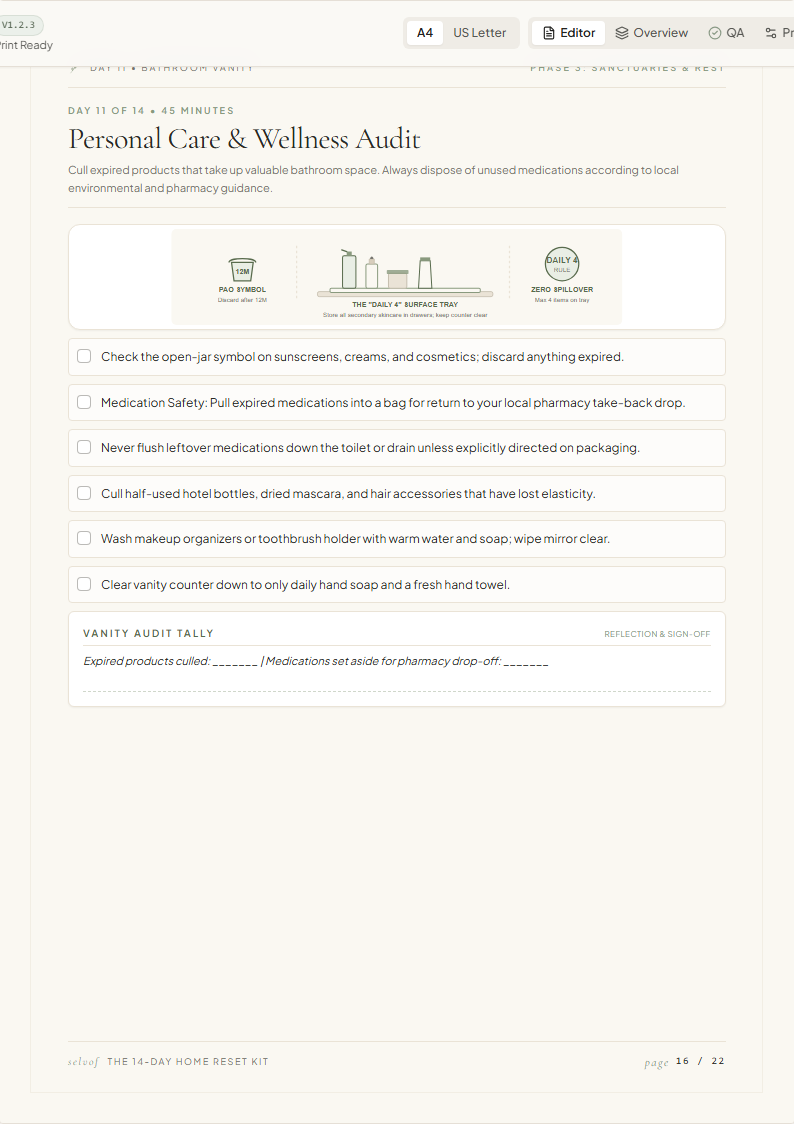 V1.2.3
Print Ready
A4
US Letter
Editor
Overview
QA
DAY 11 • BATHROOM VANITY
PHASE 3: SANCTUARIES & REST
DAY 11 OF 14 • 45 MINUTES
Personal Care & Wellness Audit
Cull expired products that take up valuable bathroom space. Always dispose of unused medications according to local
environmental and pharmacy guidance.
12M
PAO SYMBOL
Discard after 12M
THE "DAILY 4" SURFACE TRAY
Store all secondary skincare in drawers; keep counter clear
DAILY 4
RULE
ZERO SPILLOVER
Max 4 items on tray
Check the open-jar symbol on sunscreens, creams, and cosmetics; discard anything expired.
Medication Safety: Pull expired medications into a bag for return to your local pharmacy take-back drop.
Never flush leftover medications down the toilet or drain unless explicitly directed on packaging.
Cull half-used hotel bottles, dried mascara, and hair accessories that have lost elasticity.
Wash makeup organizers or toothbrush holder with warm water and soap; wipe mirror clear.
Clear vanity counter down to only daily hand soap and a fresh hand towel.
VANITY AUDIT TALLY
REFLECTION & SIGN-OFF
Expired products culled: _______ | Medications set aside for pharmacy drop-off: _______
selvof THE 14-DAY HOME RESET KIT
page 16 / 22